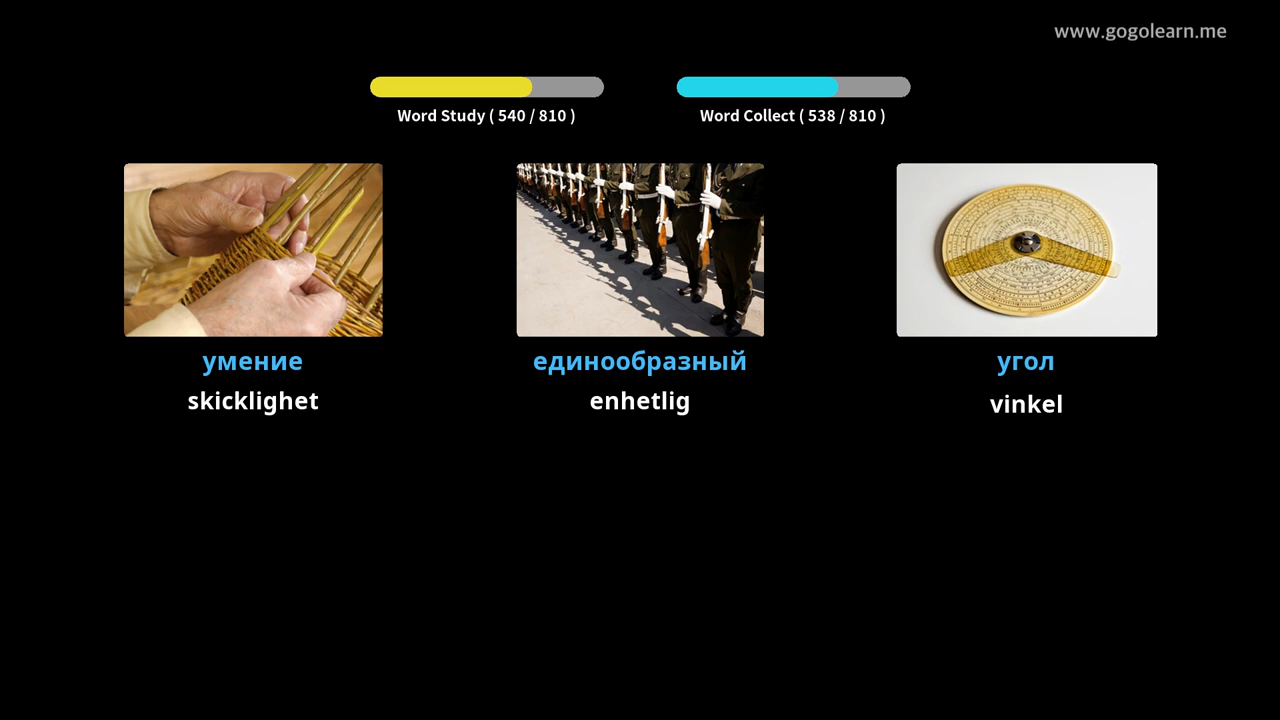 www.gogolearn.me
Word Study ( 540 / 810 )
Word Collect ( 538 / 810 )
умение
единообразный
угол
skicklighet
enhetlig
vinkel